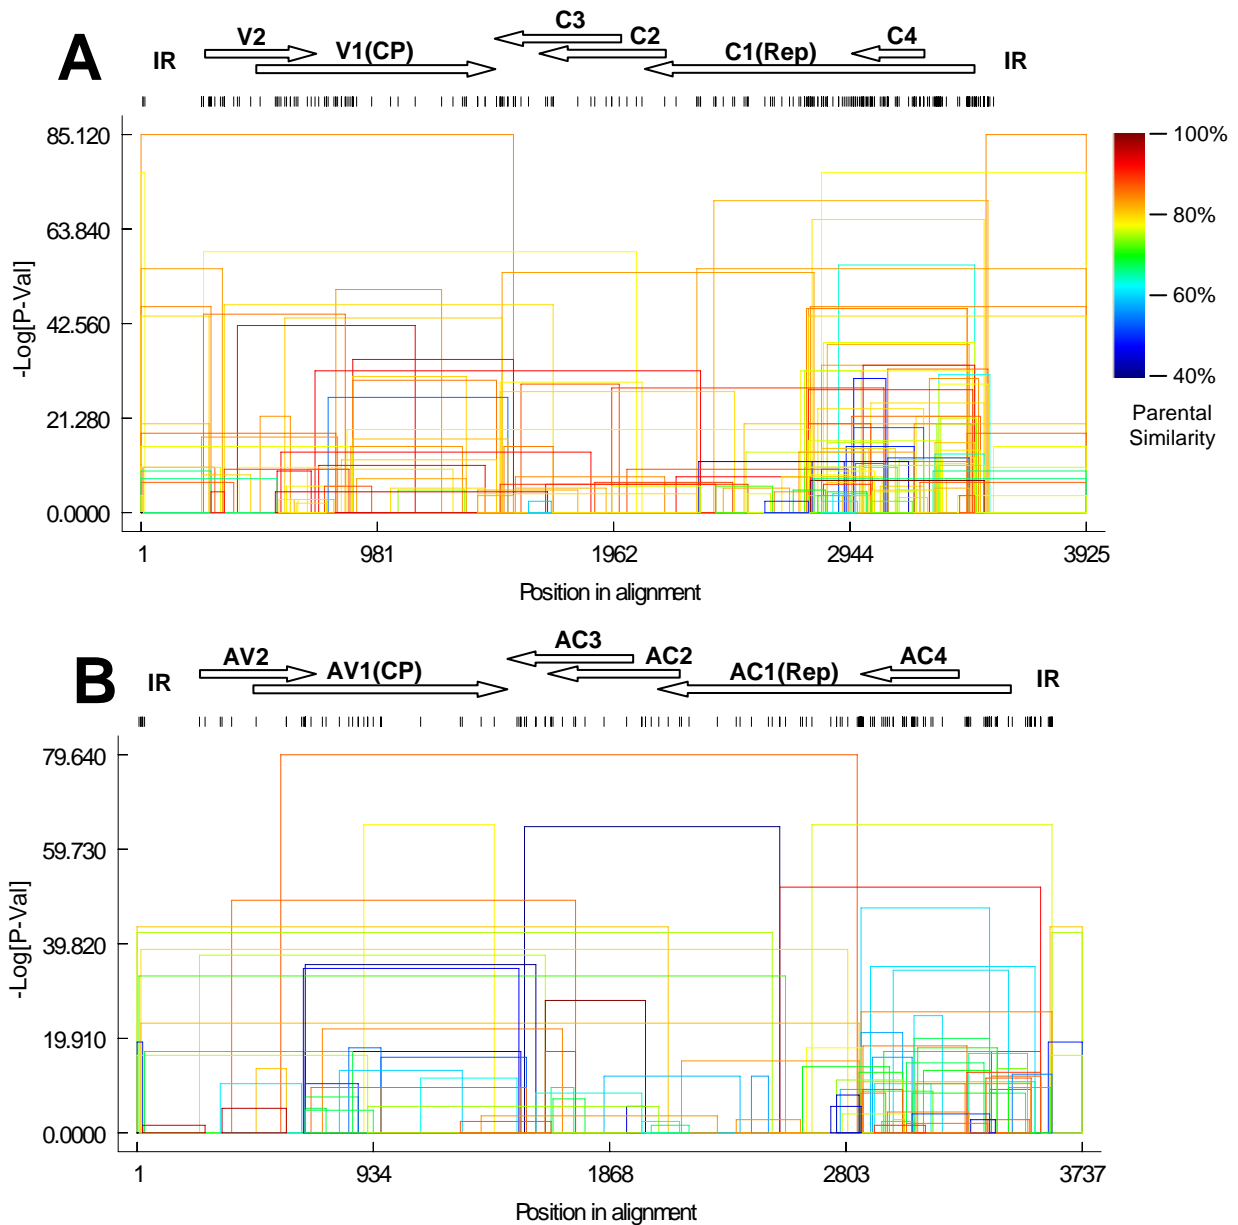 A
IR
V2
V1(CP)
C3
C2
C1(Rep)
C4
IR
85.120
63.840
42.560
21.280
0.0000
-Log[P-Val]
1
981
1962
2944
3925
Position in alignment
100%
80%
60%
40%
Parental
Similarity
B
IR
AV2
AV1(CP)
AC3
AC2
AC1(Rep)
AC4
IR
79.640
59.730
39.820
19.910
0.0000
-Log[P-Val]
1
934
1868
2803
3737
Position in alignment